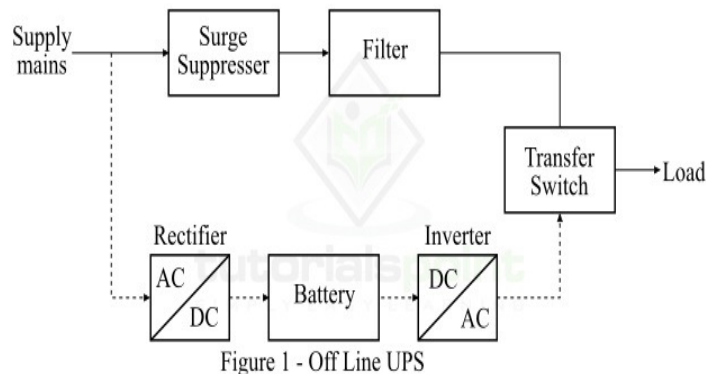 Supply
mains
Surge
Suppresser
Filter
Transfer
Switch
Load
Rectifier
AC
DC
Battery
Inverter
DC
AC
tutorialspoint
Figure 1 - Off Line UPS